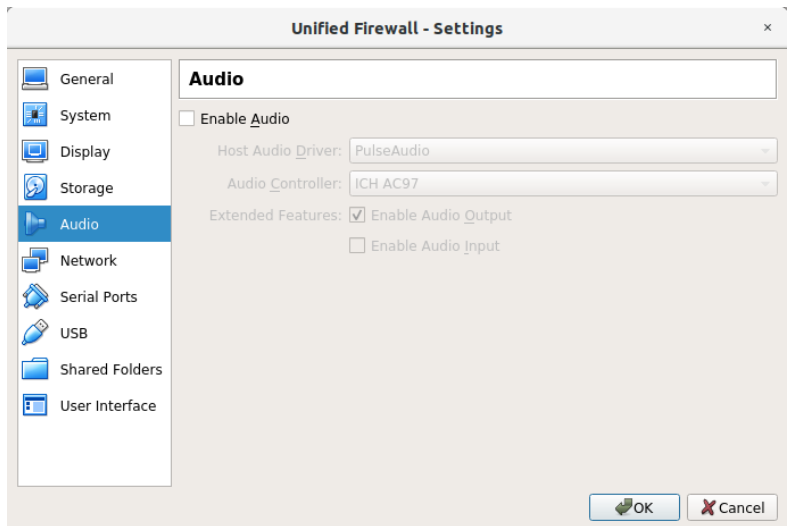 Unified Firewall - Settings
×
General
System
Display
Storage
Audio
Network
Serial Ports
USB
Shared Folders
User Interface
Audio
Enable Audio
Host Audio Driver: PulseAudio
Audio Controller: ICH AC97
Extended Features: Enable Audio Output
Enable Audio Input
OK Cancel